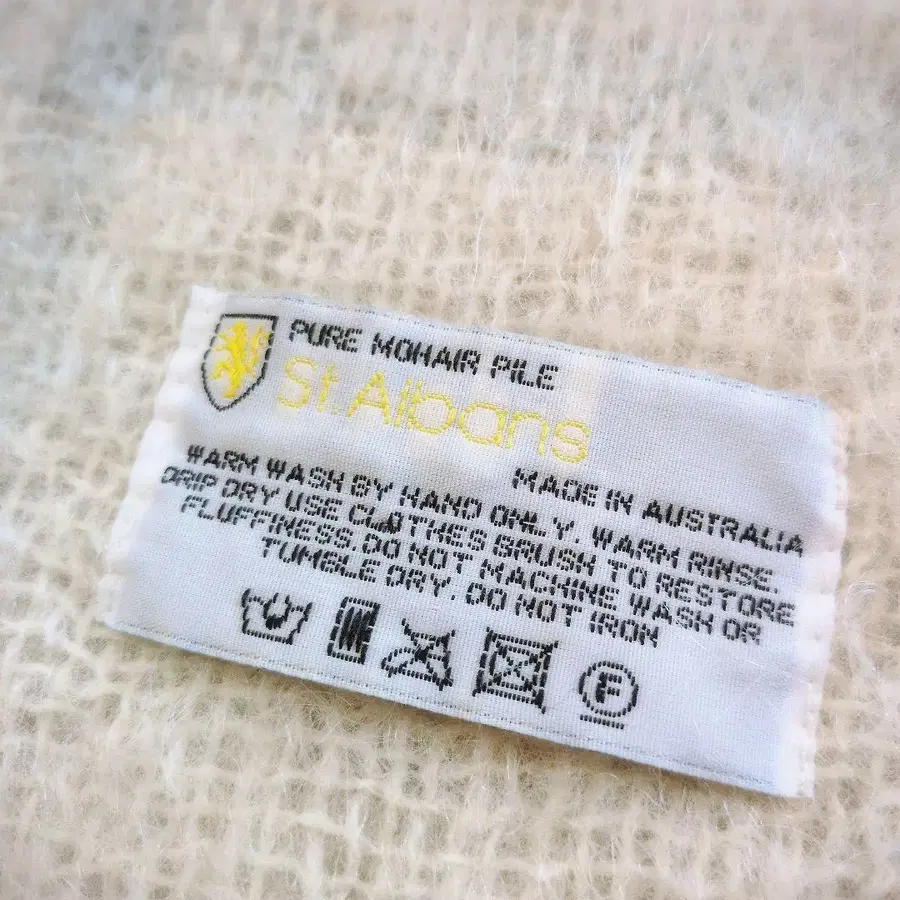 PURE MOHAIR PILE
St.Albans
MADE IN AUSTRALIA
WARM WASH BY HAND ONLY. WARM RINSE.
DRIP DRY USE CLOTHES BRUSH TO RESTORE
FLUFFINESS. DO NOT MACHINE WASH OR
TUMBLE DRY. DO NOT IRON
F